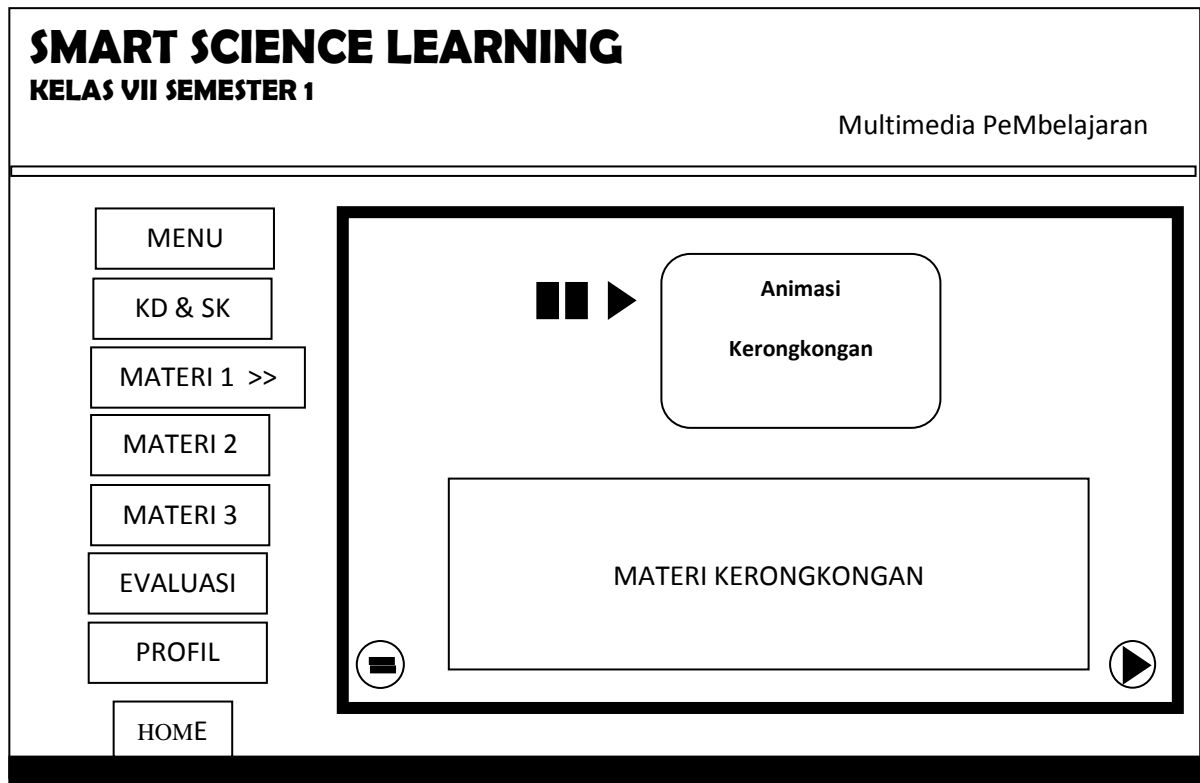 SMART SCIENCE LEARNING
KELAS VII SEMESTER 1
Multimedia PeMbelajaran
MENU
KD & SK
MATERI 1 >>
MATERI 2
MATERI 3
EVALUASI
PROFIL
HOME
Animasi
Kerongkongan
MATERI KERONGKONGAN